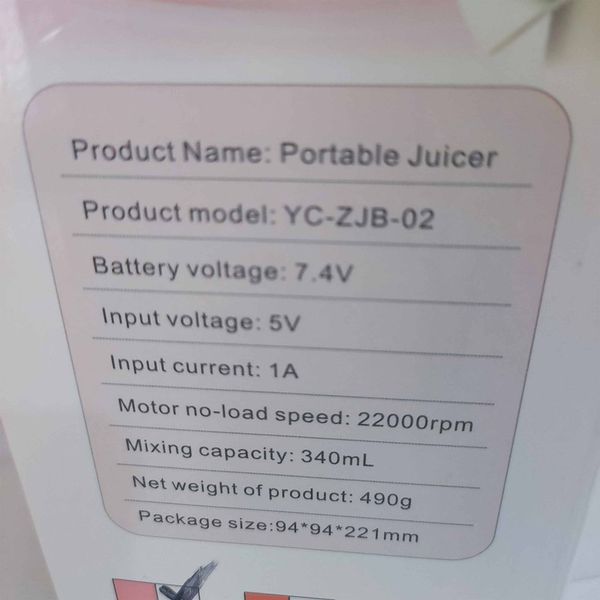 Product Name: Portable Juicer
Product model: YC-ZJB-02
Battery voltage: 7.4V
Input voltage: 5V
Input current: 1A
Motor no-load speed: 22000rpm
Mixing capacity: 340mL
Net weight of product: 490g
Package size:94*94*221mm